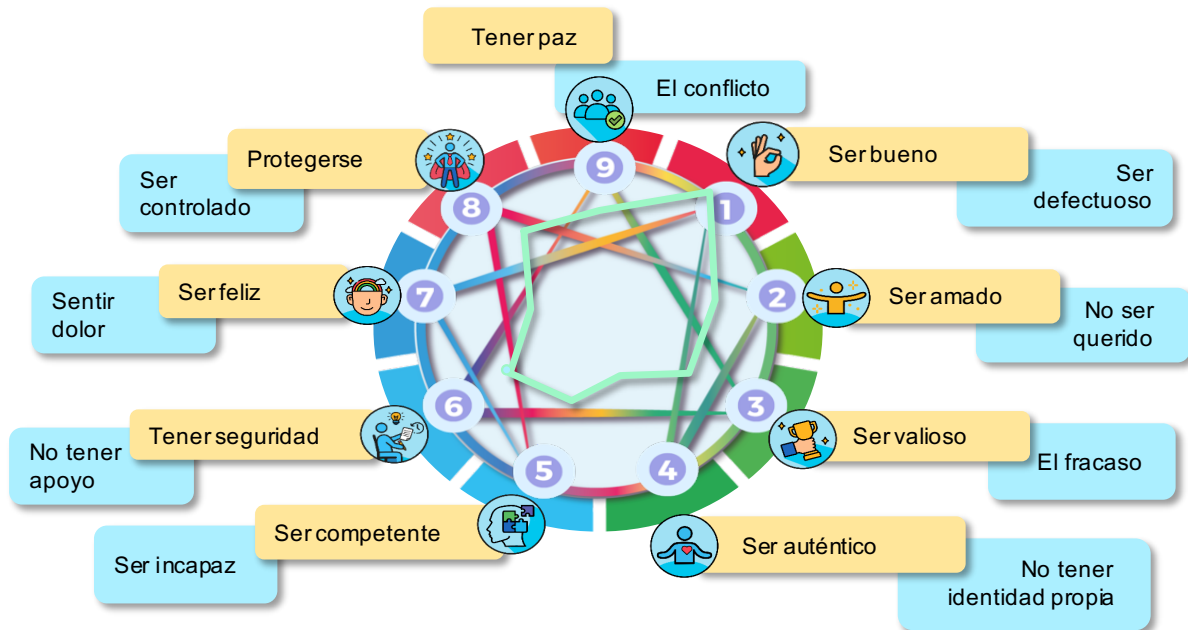 Tener paz
El conflicto
Protegerse
Ser
controlado
Ser bueno
Ser
defectuoso
9
8
1
Ser feliz
Sentir
dolor
7
2
Ser amado
No ser
querido
6
3
Tener seguridad
No tener
apoyo
Ser valioso
El fracaso
5
4
Ser competente
Ser incapaz
Ser auténtico
No tener
identidad propia